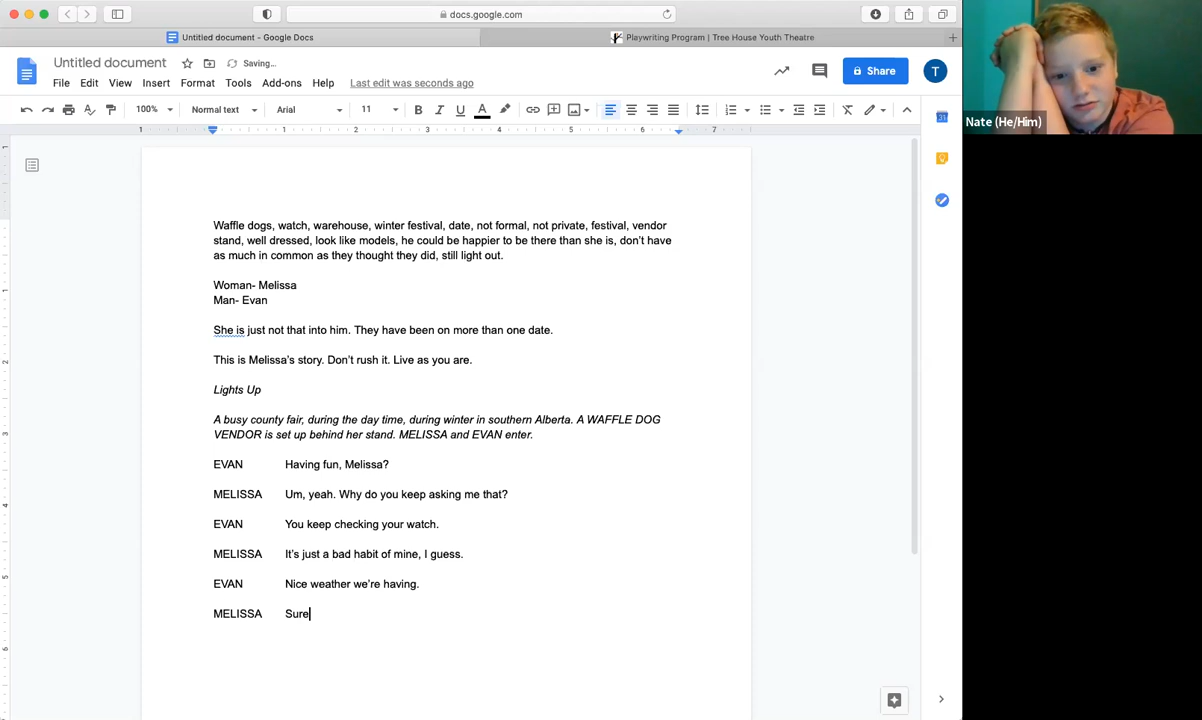 docs.google.com
Untitled document - Google Docs
Playwriting Program | Tree House Youth Theatre
Untitled document
Saving...
File Edit View Insert Format Tools Add-ons Help Last edit was seconds ago
Share
T
100% Normal text Arial 11
1 1 2 3 4 5 6 7
Waffle dogs, watch, warehouse, winter festival, date, not formal, not private, festival, vendor
stand, well dressed, look like models, he could be happier to be there than she is, don't have
as much in common as they thought they did, still light out.
Woman- Melissa
Man- Evan
She is just not that into him. They have been on more than one date.
This is Melissa's story. Don't rush it. Live as you are.
Lights Up
A busy county fair, during the day time, during winter in southern Alberta. A WAFFLE DOG
VENDOR is set up behind her stand. MELISSA and EVAN enter.
EVAN Having fun, Melissa?
MELISSA Um, yeah. Why do you keep asking me that?
EVAN You keep checking your watch.
MELISSA It's just a bad habit of mine, I guess.
EVAN Nice weather we're having.
MELISSA Sure
Nate (He/Him)